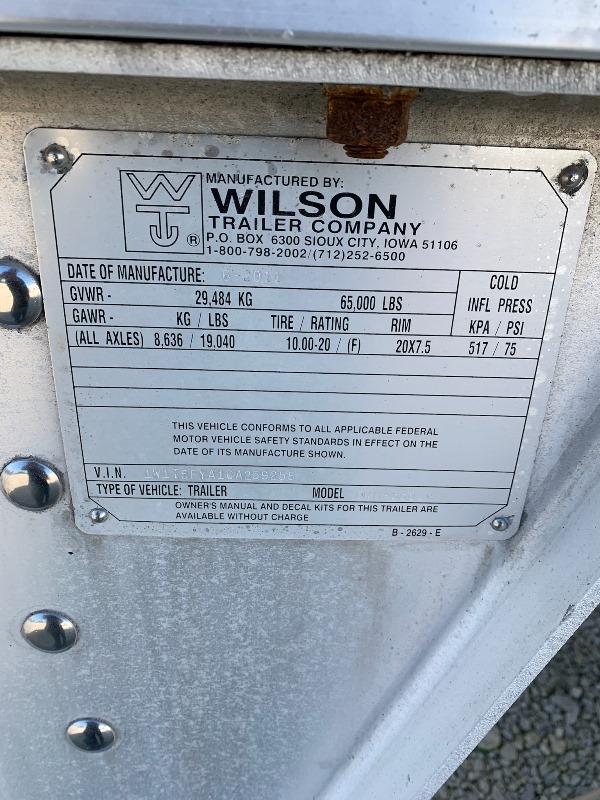 MANUFACTURED BY:
WILSON
TRAILER COMPANY
P.O. BOX 6300 SIOUX CITY, IOWA 51106
1-800-798-2002/(712)252-6500
WT ®
DATE OF MANUFACTURE:
COLD
INFL PRESS
KPA / PSI
GVWR - 29,484 KG 65,000 LBS
GAWR - KG / LBS TIRE / RATING RIM
(ALL AXLES) 8,636 / 19,040 10.00-20 / (F) 20X7.5 517 / 75
THIS VEHICLE CONFORMS TO ALL APPLICABLE FEDERAL
MOTOR VEHICLE SAFETY STANDARDS IN EFFECT ON THE
DATE OF ITS MANUFACTURE SHOWN.
V.I.N.
TYPE OF VEHICLE: TRAILER MODEL
OWNER'S MANUAL AND DECAL KITS FOR THIS TRAILER ARE
AVAILABLE WITHOUT CHARGE
B - 2629 - E